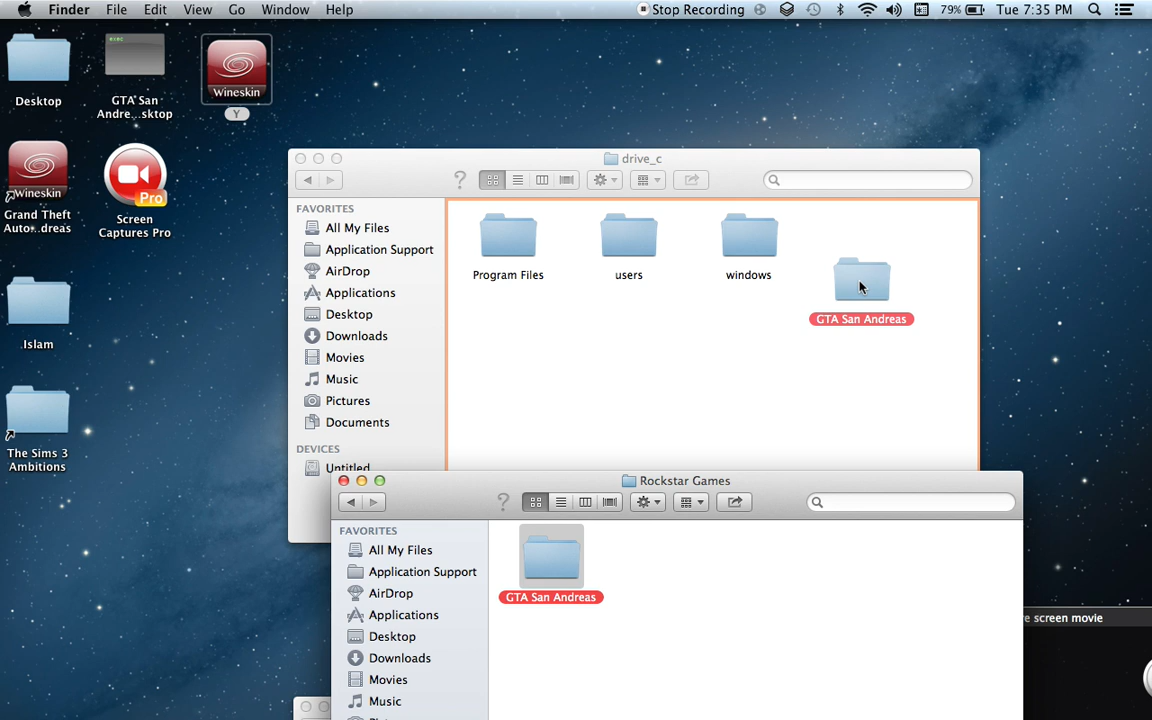 Finder File Edit View Go Window Help Stop Recording 79% Tue 7:35 PM
Desktop
exec
GTA San
Andre...sktop
Wineskin
Y
Wineskin
Grand Theft
Auto...dreas
Pro
Screen
Captures Pro
Islam
The Sims 3
Ambitions
drive_c
?
FAVORITES
All My Files
Application Support
AirDrop
Applications
Desktop
Downloads
Movies
Music
Pictures
Documents
DEVICES
Untitled
Program Files
users
windows
GTA San Andreas
Rockstar Games
?
FAVORITES
All My Files
Application Support
AirDrop
Applications
Desktop
Downloads
Movies
Music
GTA San Andreas
e screen movie